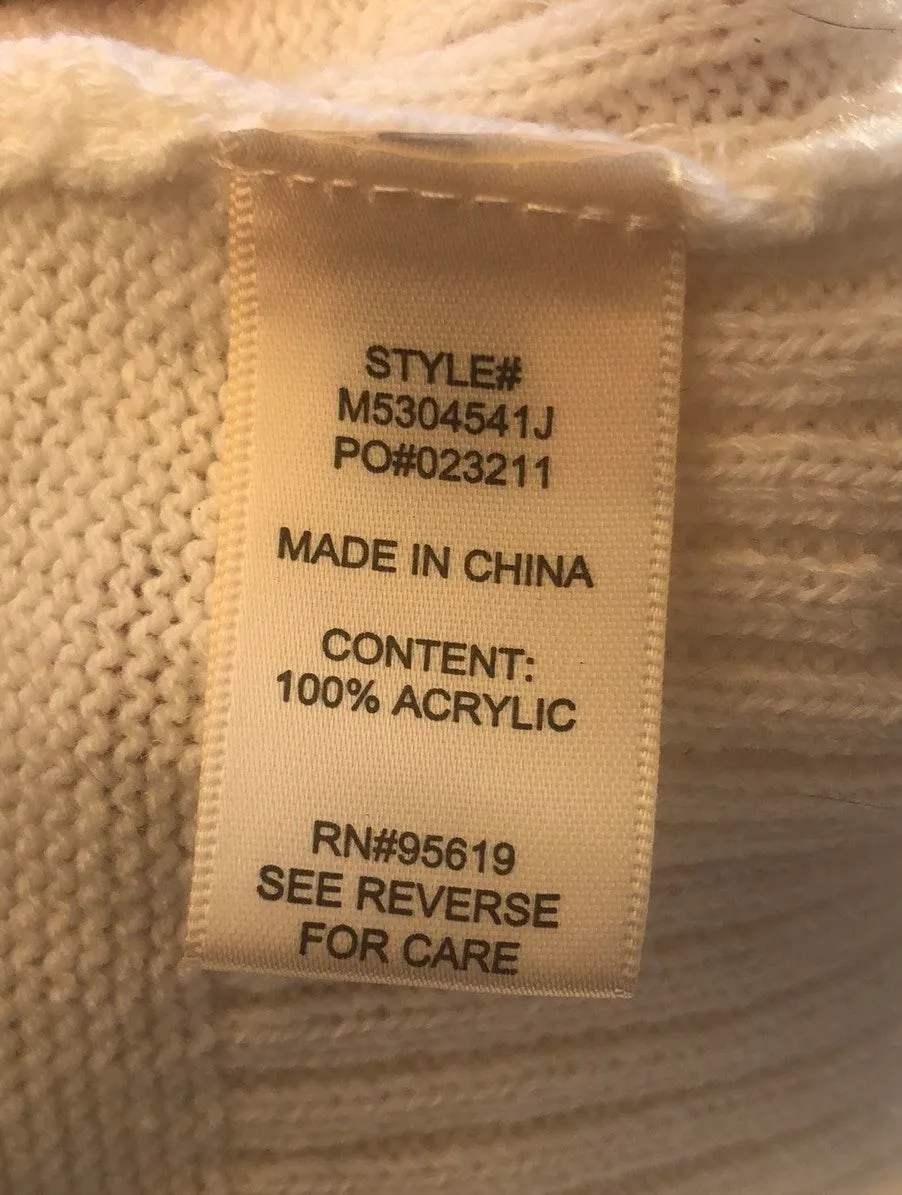 STYLE#
M5304541J
PO#023211
MADE IN CHINA
CONTENT:
100% ACRYLIC
RN#95619
SEE REVERSE
FOR CARE